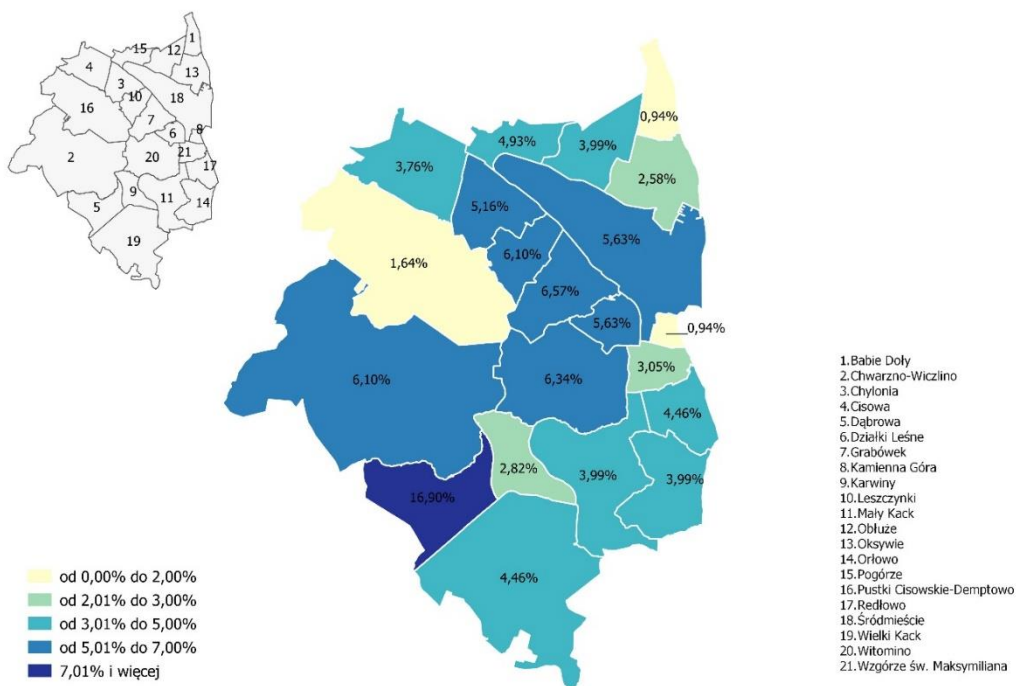 1
15
12
4
13
3
10
18
16
7
6
8
2
20
21
17
9
5
11
14
19
0,94%
4,93%
3,99%
3,76%
2,58%
5,16%
5,63%
6,10%
1,64%
6,57%
5,63%
0,94%
3,05%
6,10%
6,34%
4,46%
2,82%
3,99%
3,99%
16,90%
4,46%
od 0,00% do 2,00%
od 2,01% do 3,00%
od 3,01% do 5,00%
od 5,01% do 7,00%
7,01% i więcej
1.Babie Doły
2.Chwarzno-Wiczlino
3.Chylonia
4.Cisowa
5.Dąbrowa
6.Działki Leśne
7.Grabówek
8.Kamienna Góra
9.Karwiny
10.Leszczynki
11.Mały Kack
12.Obłuże
13.Oksywie
14.Orłowo
15.Pogórze
16.Pustki Cisowskie-Demptowo
17.Redłowo
18.Śródmieście
19.Wielki Kack
20.Witomino
21.Wzgórze św. Maksymiliana